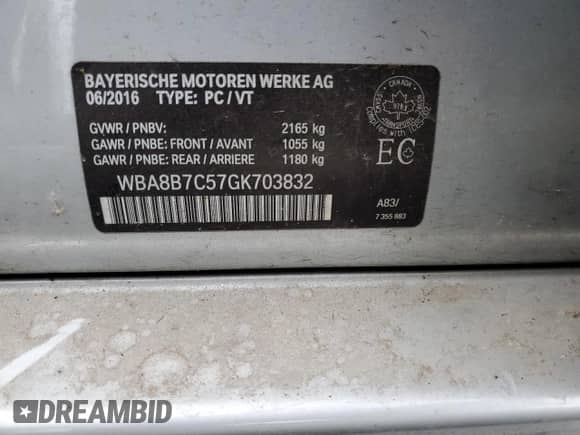 BAYERISCHE MOTOREN WERKE AG
06/2016 TYPE: PC / VT
GVWR / PNBV: 2165 kg
GAWR / PNBE: FRONT / AVANT 1055 kg
GAWR / PNBE: REAR / ARRIERE 1180 kg
WBA8B7C57GK703832
CANADA
EC
A83/
7 355 883
DREAMBID